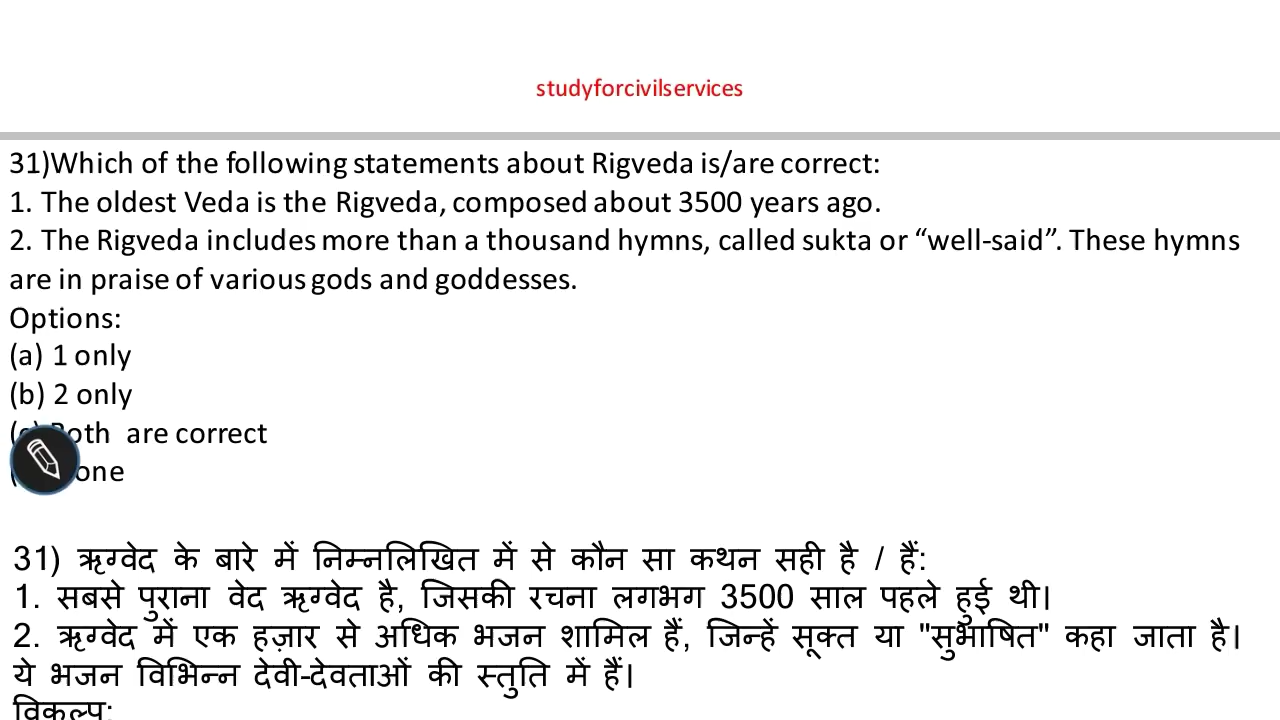 studyforcivilservices
31)Which of the following statements about Rigveda is/are correct:
1. The oldest Veda is the Rigveda, composed about 3500 years ago.
2. The Rigveda includes more than a thousand hymns, called sukta or “well-said”. These hymns
are in praise of various gods and goddesses.
Options:
(a) 1 only
(b) 2 only
Both are correct
31) ऋग्वेद के बारे में निम्नलिखित में से कौन सा कथन सही है / हैं:
1. सबसे पुराना वेद ऋग्वेद है, जिसकी रचना लगभग 3500 साल पहले हुई थी।
2. ऋग्वेद में एक हज़ार से अधिक भजन शामिल हैं, जिन्हें सूक्त या "सुभाषित" कहा जाता है।
ये भजन विभिन्न देवी-देवताओं की स्तुति में हैं।
विकल्प: